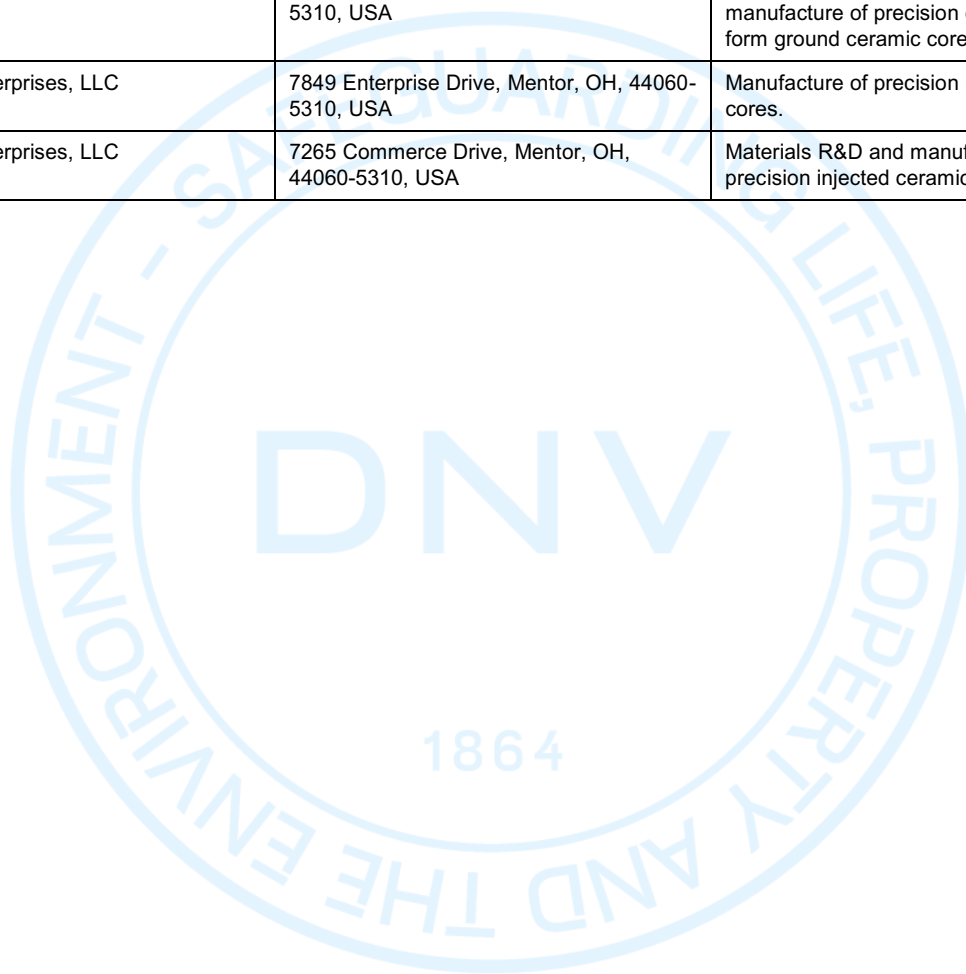 5310, USA
manufacture of precision
form ground ceramic core
erprises, LLC
7849 Enterprise Drive, Mentor, OH, 44060-
5310, USA
Manufacture of precision
cores.
erprises, LLC
7265 Commerce Drive, Mentor, OH,
44060-5310, USA
Materials R&D and manuf
precision injected ceramic
SAFEGUARDING LIFE, PROPERTY AND THE ENVIRONMENT -
DNV
1864